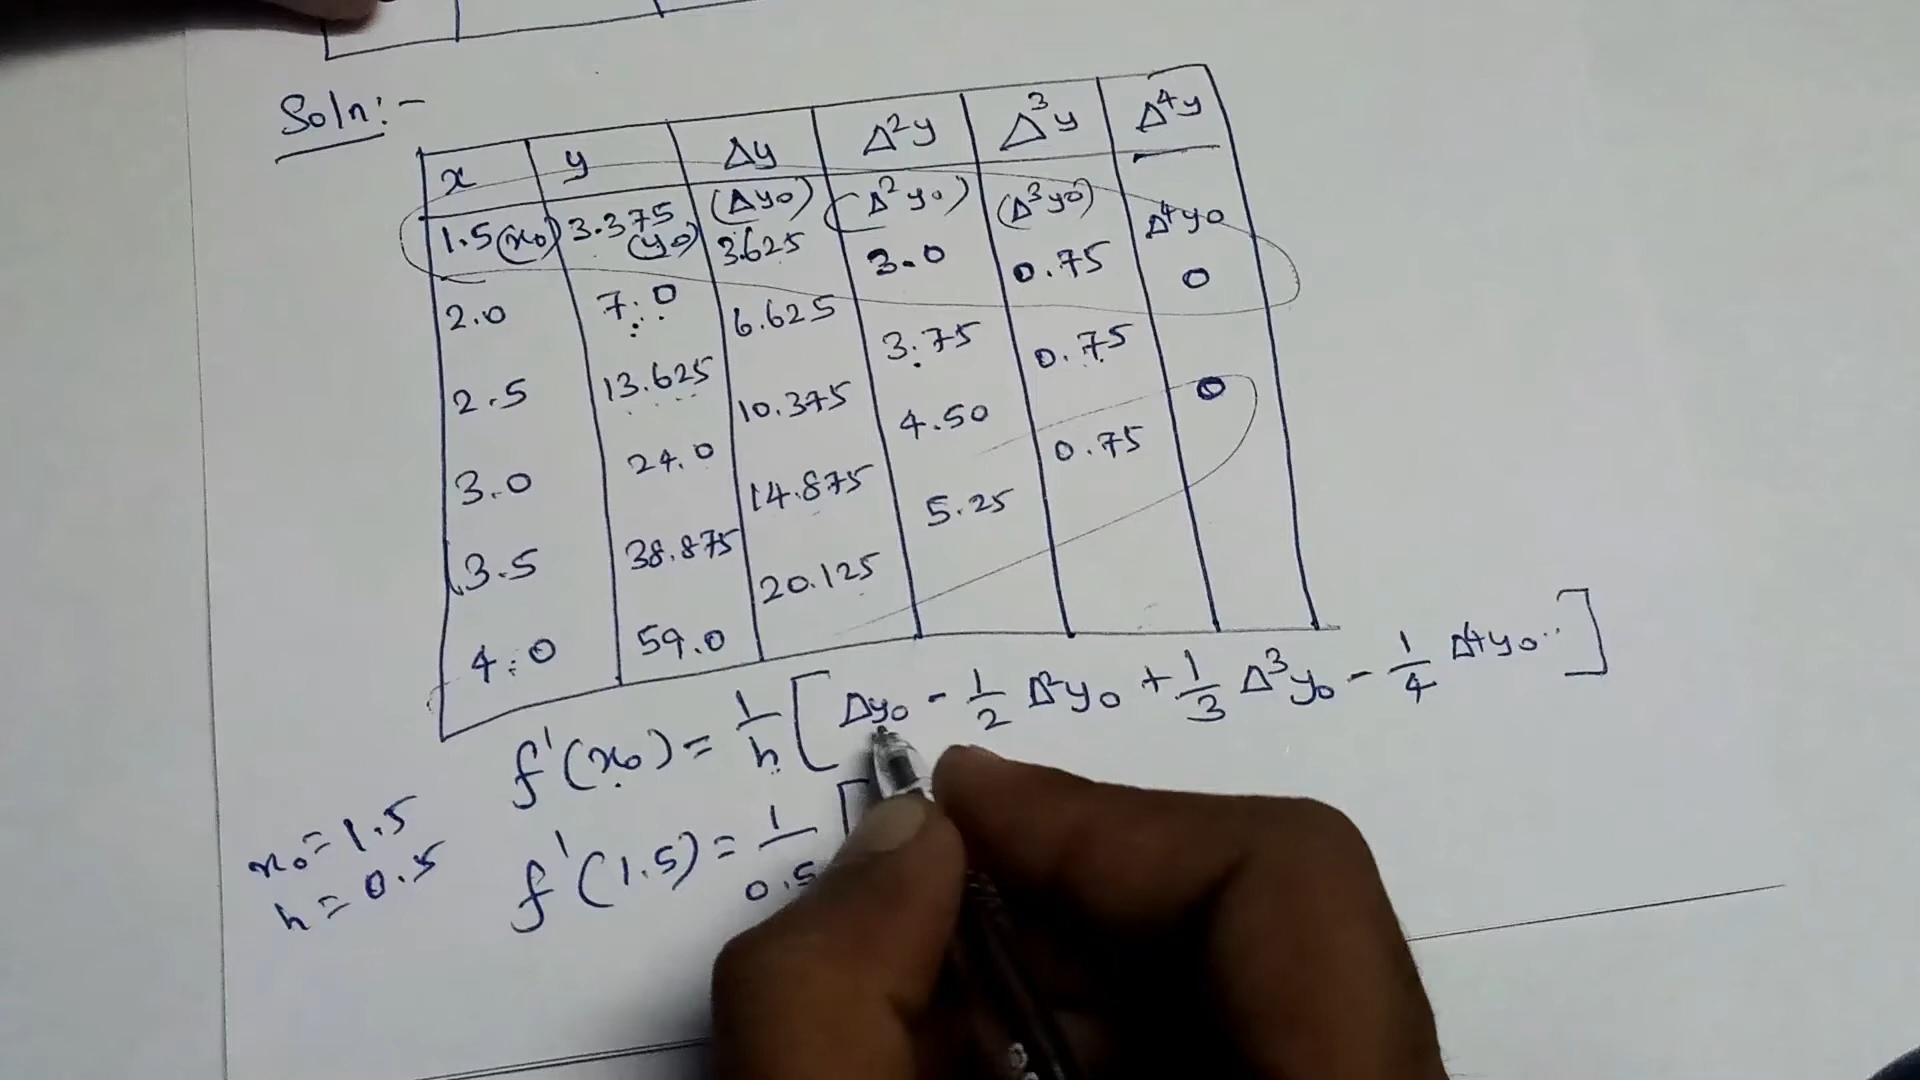 Soln:-
x y Δy Δ²y Δ³y Δ⁴y
(Δy₀) (Δ²y₀) (Δ³y₀) Δ⁴y₀
1.5(x₀) 3.375 (y₀) 3.625 3.0 0.75 0
2.0 7.0 6.625 3.75 0.75 0
2.5 13.625 10.375 4.50 0.75
3.0 24.0 14.875 5.25
3.5 38.875 20.125
4.0 59.0
f'(x₀) = 1/h [Δy₀ - 1/2 Δ²y₀ + 1/3 Δ³y₀ - 1/4 Δ⁴y₀..]
x₀ = 1.5
h = 0.5
f'(1.5) = 1/0.5 [